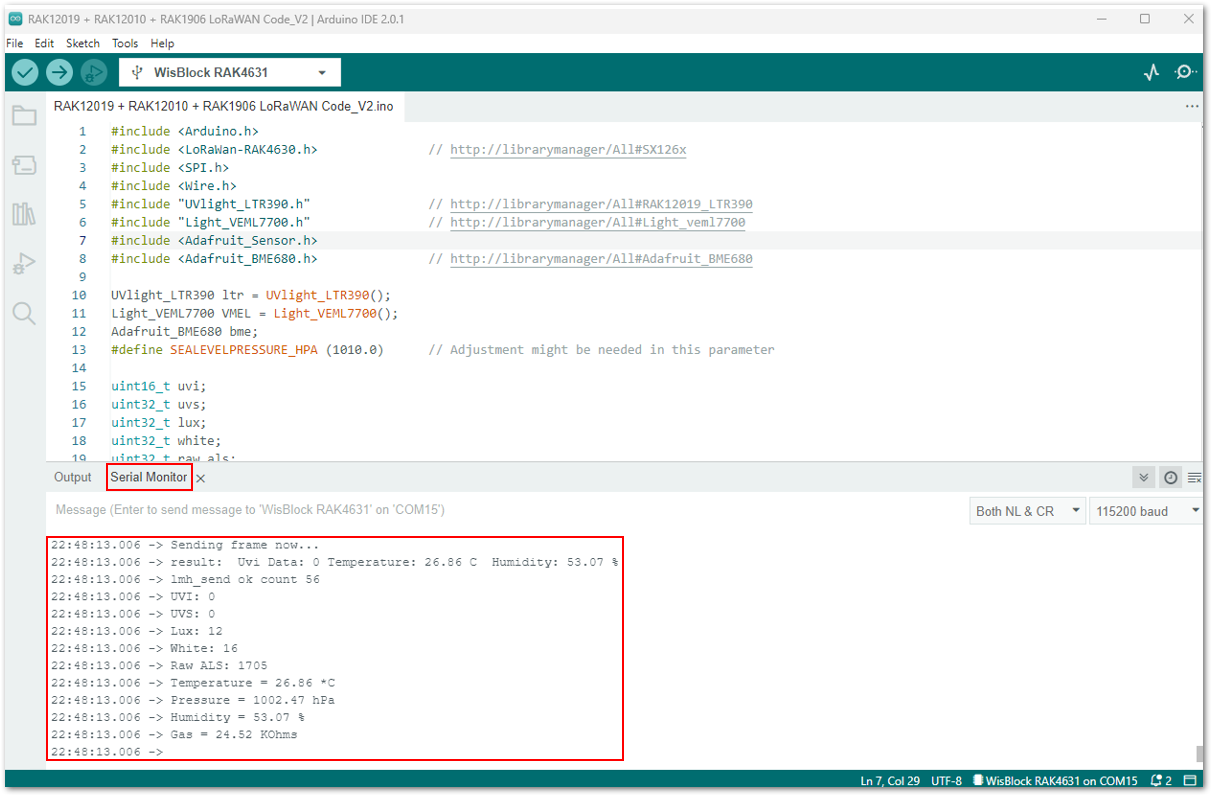 RAK12019 + RAK12010 + RAK1906 LoRaWAN Code_V2 | Arduino IDE 2.0.1
File Edit Sketch Tools Help
WisBlock RAK4631
RAK12019 + RAK12010 + RAK1906 LoRaWAN Code_V2.ino
1 #include <Arduino.h>
2 #include <LoRaWan-RAK4630.h> // http://librarymanager/All#SX126x
3 #include <SPI.h>
4 #include <Wire.h>
5 #include "UVlight_LTR390.h" // http://librarymanager/All#RAK12019_LTR390
6 #include "Light_VEML7700.h" // http://librarymanager/All#Light_veml7700
7 #include <Adafruit_Sensor.h>
8 #include <Adafruit_BME680.h> // http://librarymanager/All#Adafruit_BME680
9
10 UVlight_LTR390 ltr = UVlight_LTR390();
11 Light_VEML7700 VMEL = Light_VEML7700();
12 Adafruit_BME680 bme;
13 #define SEALEVELPRESSURE_HPA (1010.0) // Adjustment might be needed in this parameter
14
15 uint16_t uvi;
16 uint32_t uvs;
17 uint32_t lux;
18 uint32_t white;
19 uint32_t raw_als;
Output Serial Monitor
Message (Enter to send message to 'WisBlock RAK4631' on 'COM15') Both NL & CR 115200 baud
22:48:13.006 -> Sending frame now...
22:48:13.006 -> result: Uvi Data: 0 Temperature: 26.86 C Humidity: 53.07 %
22:48:13.006 -> lmh_send ok count 56
22:48:13.006 -> UVI: 0
22:48:13.006 -> UVS: 0
22:48:13.006 -> Lux: 12
22:48:13.006 -> White: 16
22:48:13.006 -> Raw ALS: 1705
22:48:13.006 -> Temperature = 26.86 *C
22:48:13.006 -> Pressure = 1002.47 hPa
22:48:13.006 -> Humidity = 53.07 %
22:48:13.006 -> Gas = 24.52 KOhms
22:48:13.006 ->
Ln 7, Col 29 UTF-8 WisBlock RAK4631 on COM15 2